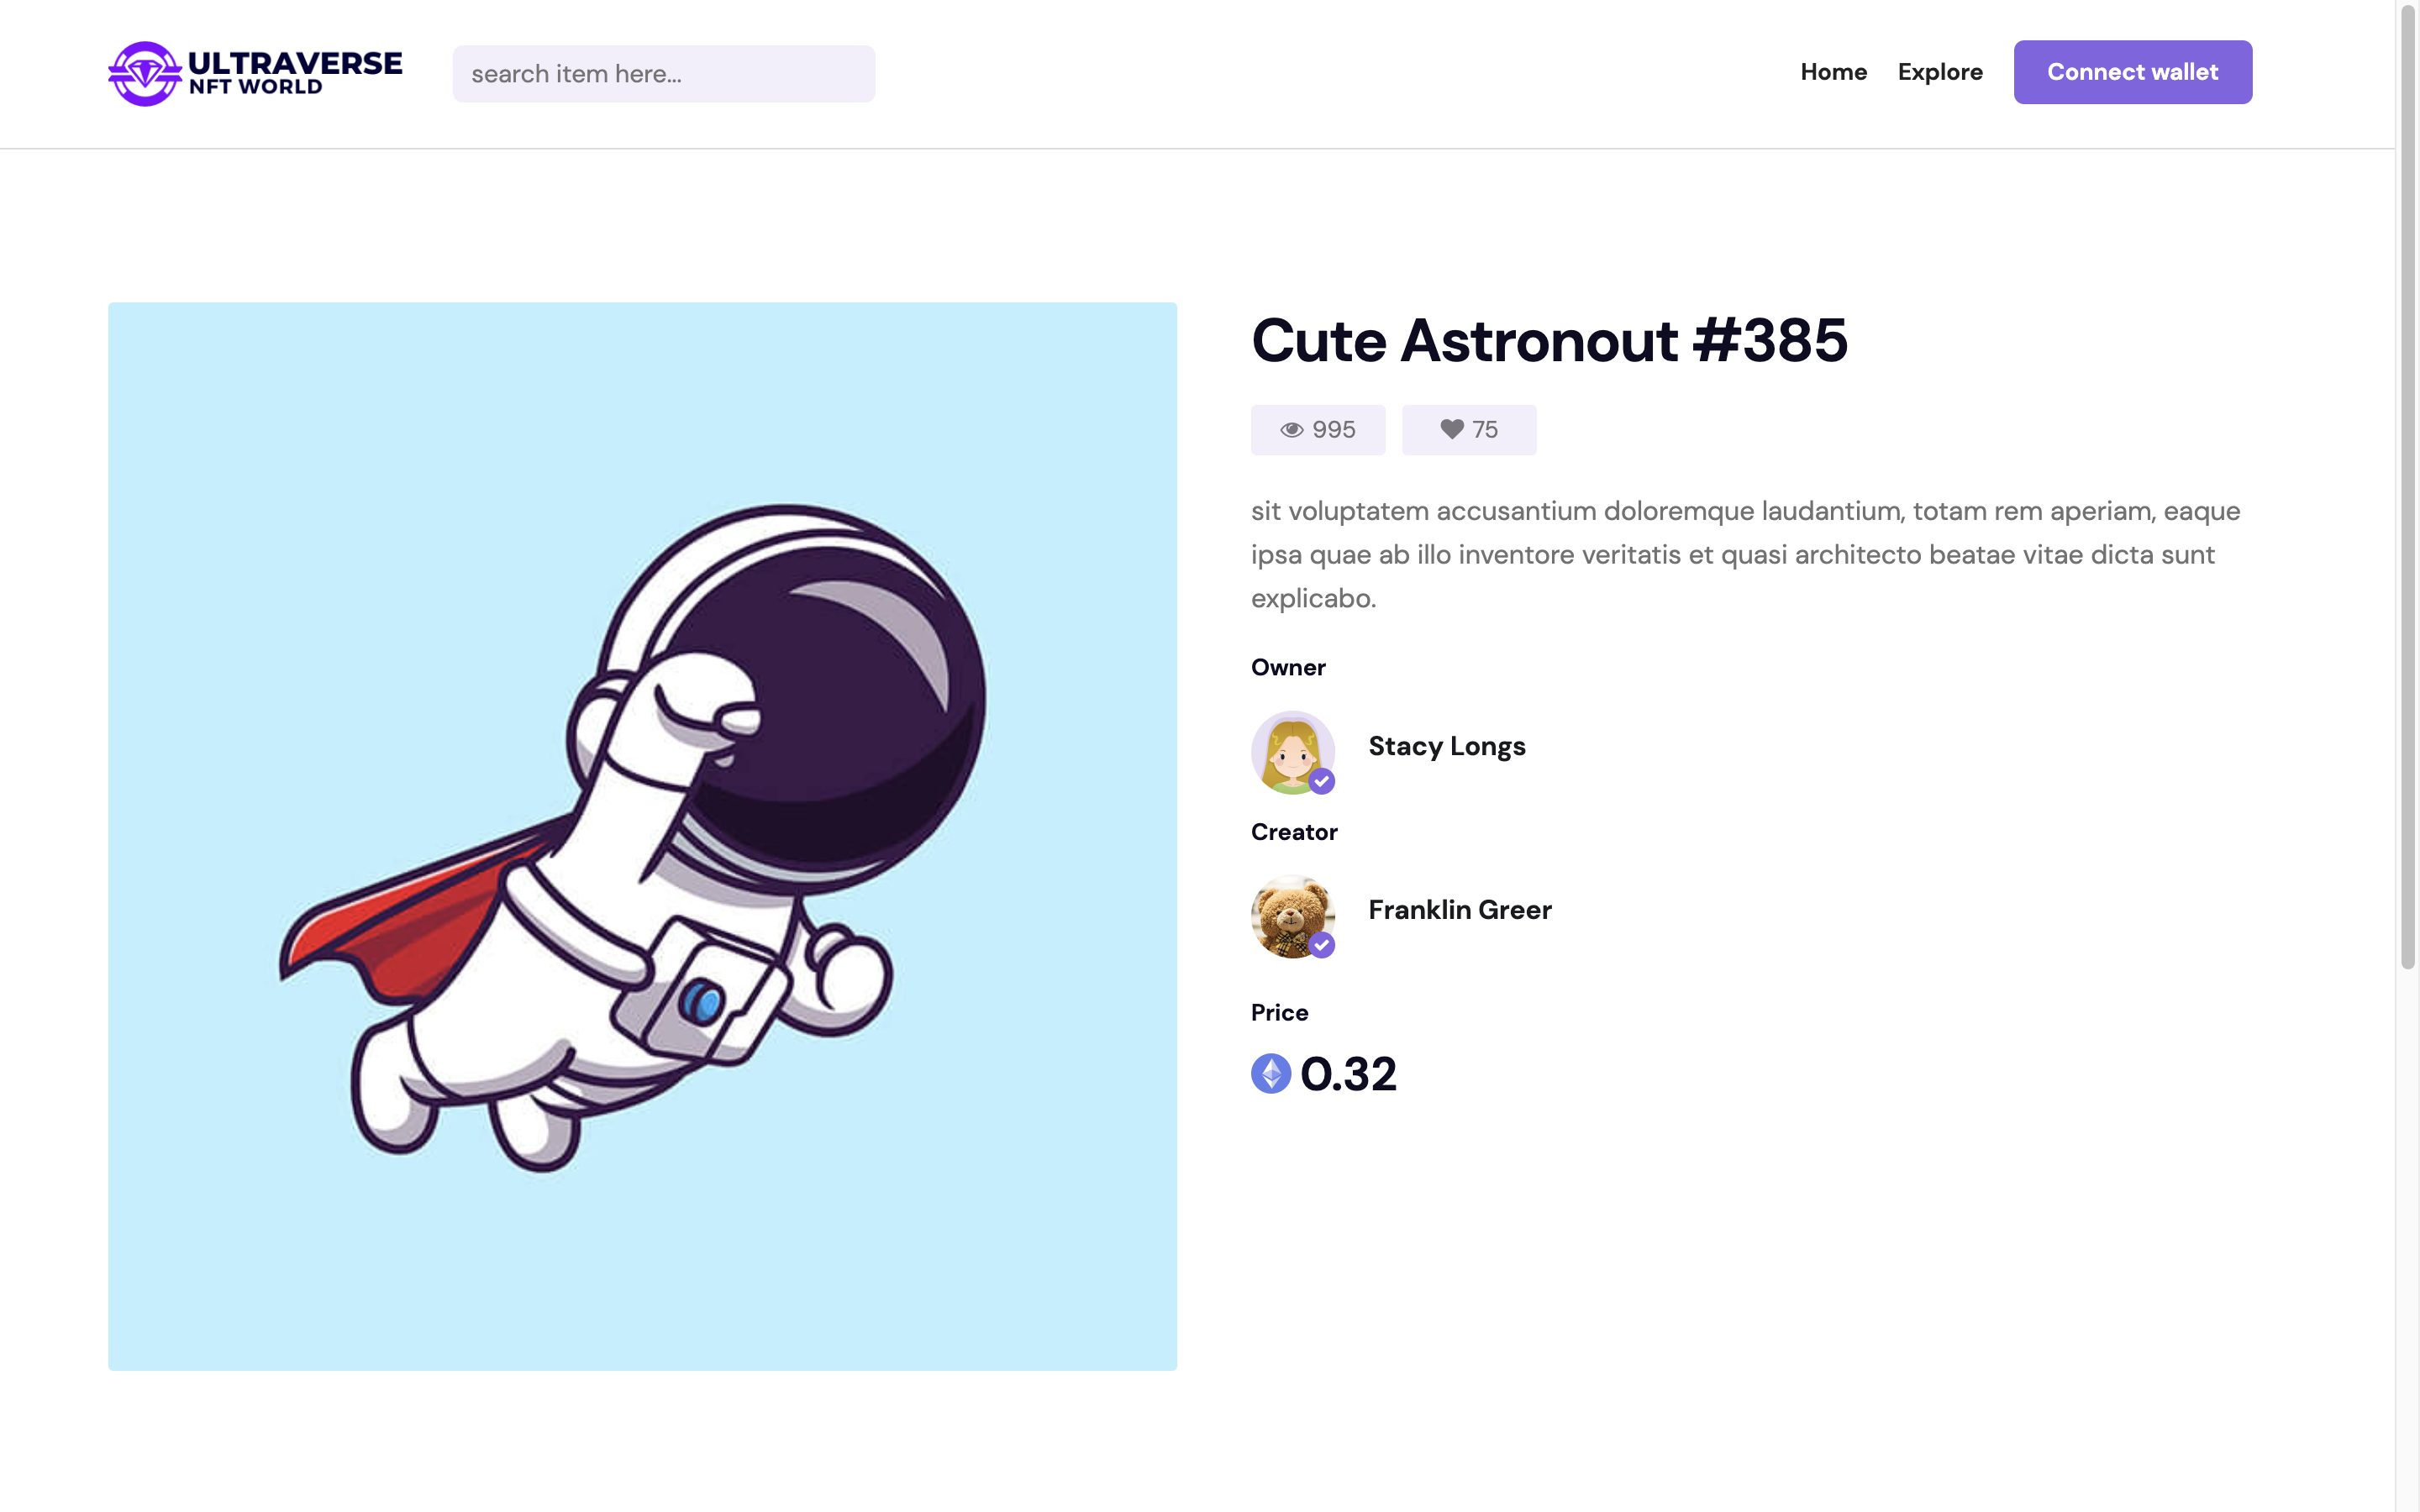 ULTRAVERSE
NFT WORLD
search item here...
Home
Explore
Connect wallet
Cute Astronout #385
995
75
sit voluptatem accusantium doloremque laudantium, totam rem aperiam, eaque
ipsa quae ab illo inventore veritatis et quasi architecto beatae vitae dicta sunt
explicabo.
Owner
Stacy Longs
Creator
Franklin Greer
Price
0.32